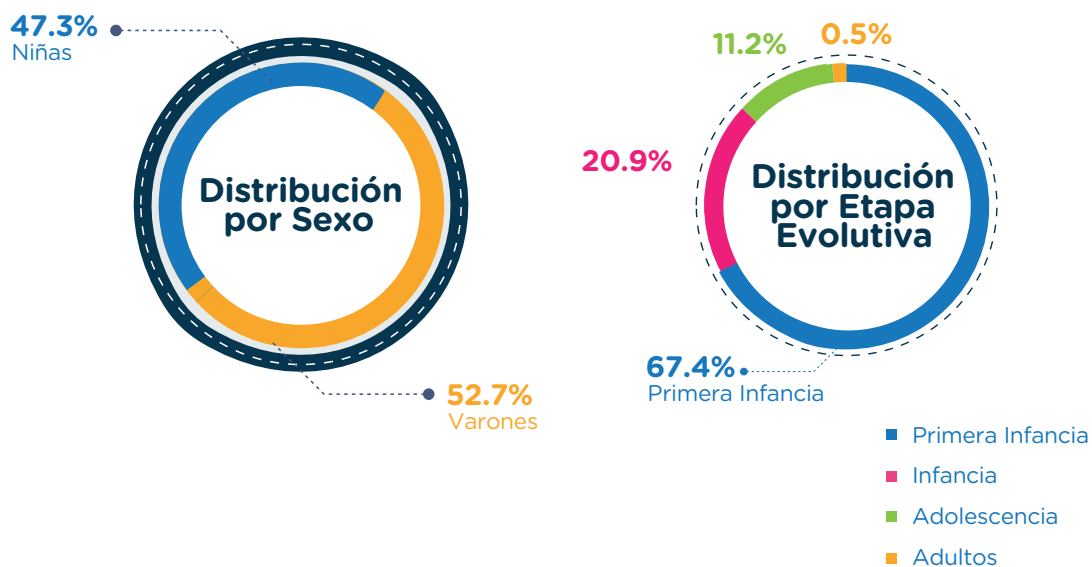 47.3%
Niñas
Distribución
por Sexo
52.7%
Varones
11.2%
0.5%
20.9%
Distribución
por Etapa
Evolutiva
67.4%
Primera Infancia
Primera Infancia
Infancia
Adolescencia
Adultos